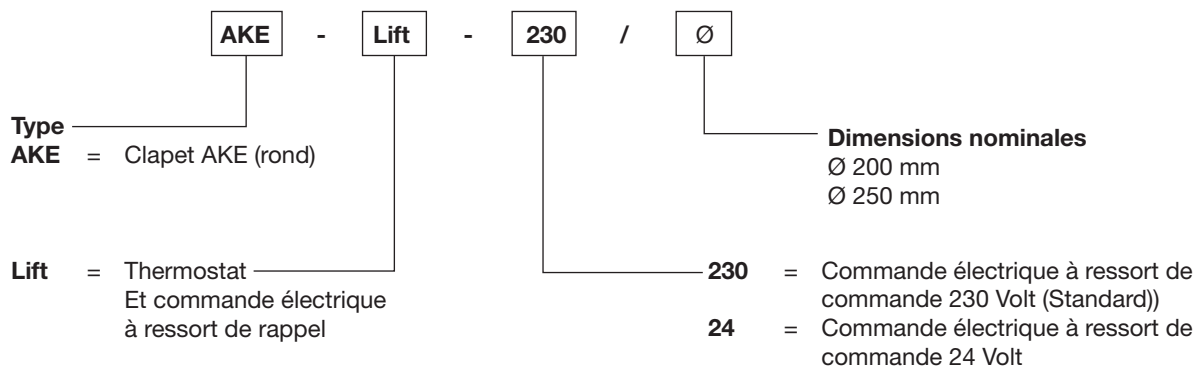 AKE - Lift - 230 / Ø
Type
AKE = Clapet AKE (rond)
Dimensions nominales
Ø 200 mm
Ø 250 mm
Lift = Thermostat
Et commande électrique
à ressort de rappel
230 = Commande électrique à ressort de
commande 230 Volt (Standard))
24 = Commande électrique à ressort de
commande 24 Volt